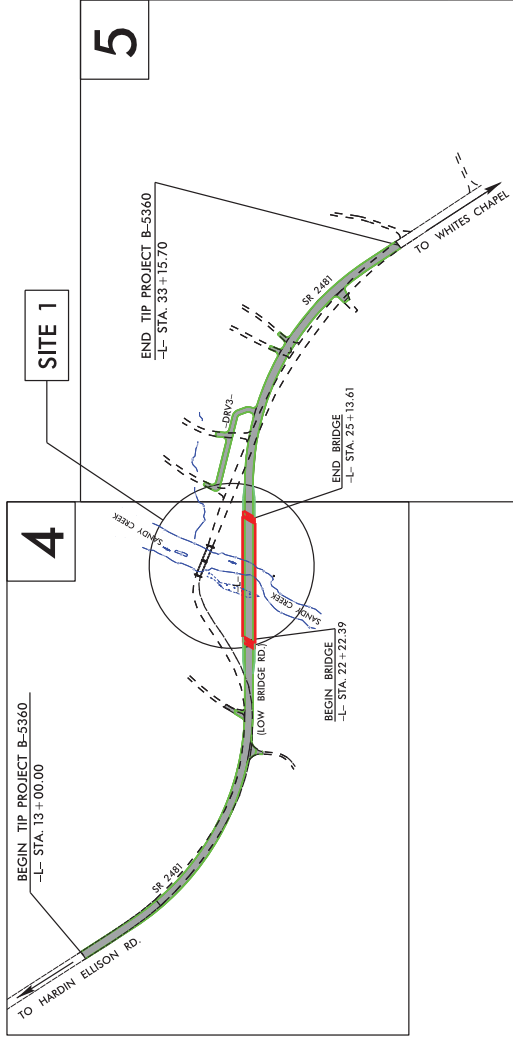 5
SITE 1
END TIP PROJECT B-5360
-L- STA. 33+15.70
TO WHITES CHAPEL
SR 2481
-DRV3-
END BRIDGE
-L- STA. 25+13.61
4
SANDY CREEK
SANDY CREEK
(LOW BRIDGE RD.)
BEGIN BRIDGE
-L- STA. 22+22.39
BEGIN TIP PROJECT B-5360
-L- STA. 13+00.00
SR 2481
TO HARDIN ELLISON RD.